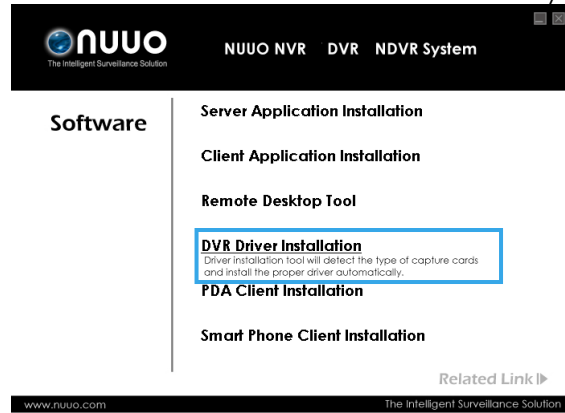 nuuo
The Intelligent Surveillance Solution
NUUO NVR DVR NDVR System
Software
Server Application Installation
Client Application Installation
Remote Desktop Tool
DVR Driver Installation
Driver installation tool will detect the type of capture cards
and install the proper driver automatically.
PDA Client Installation
Smart Phone Client Installation
Related Link
www.nuuo.com
The Intelligent Surveillance Solution